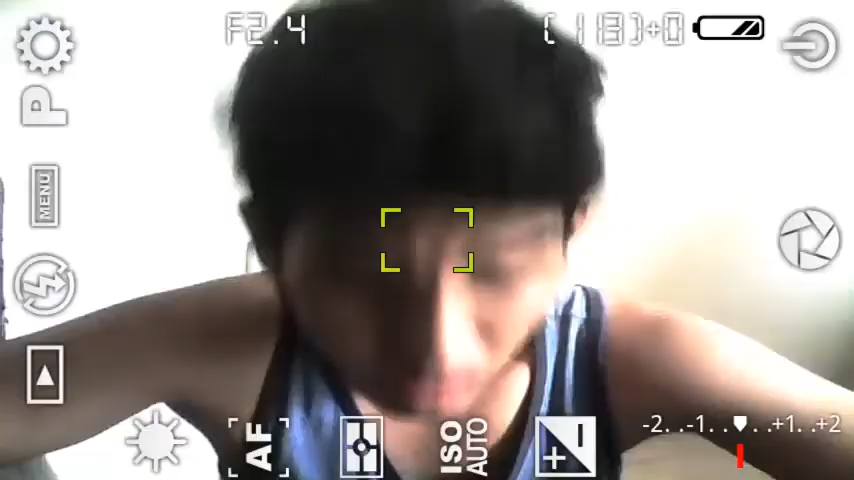 F2.4
[113]+0
P
MENU
AF
ISO
AUTO
-2. .-1. . . .+1. .+2